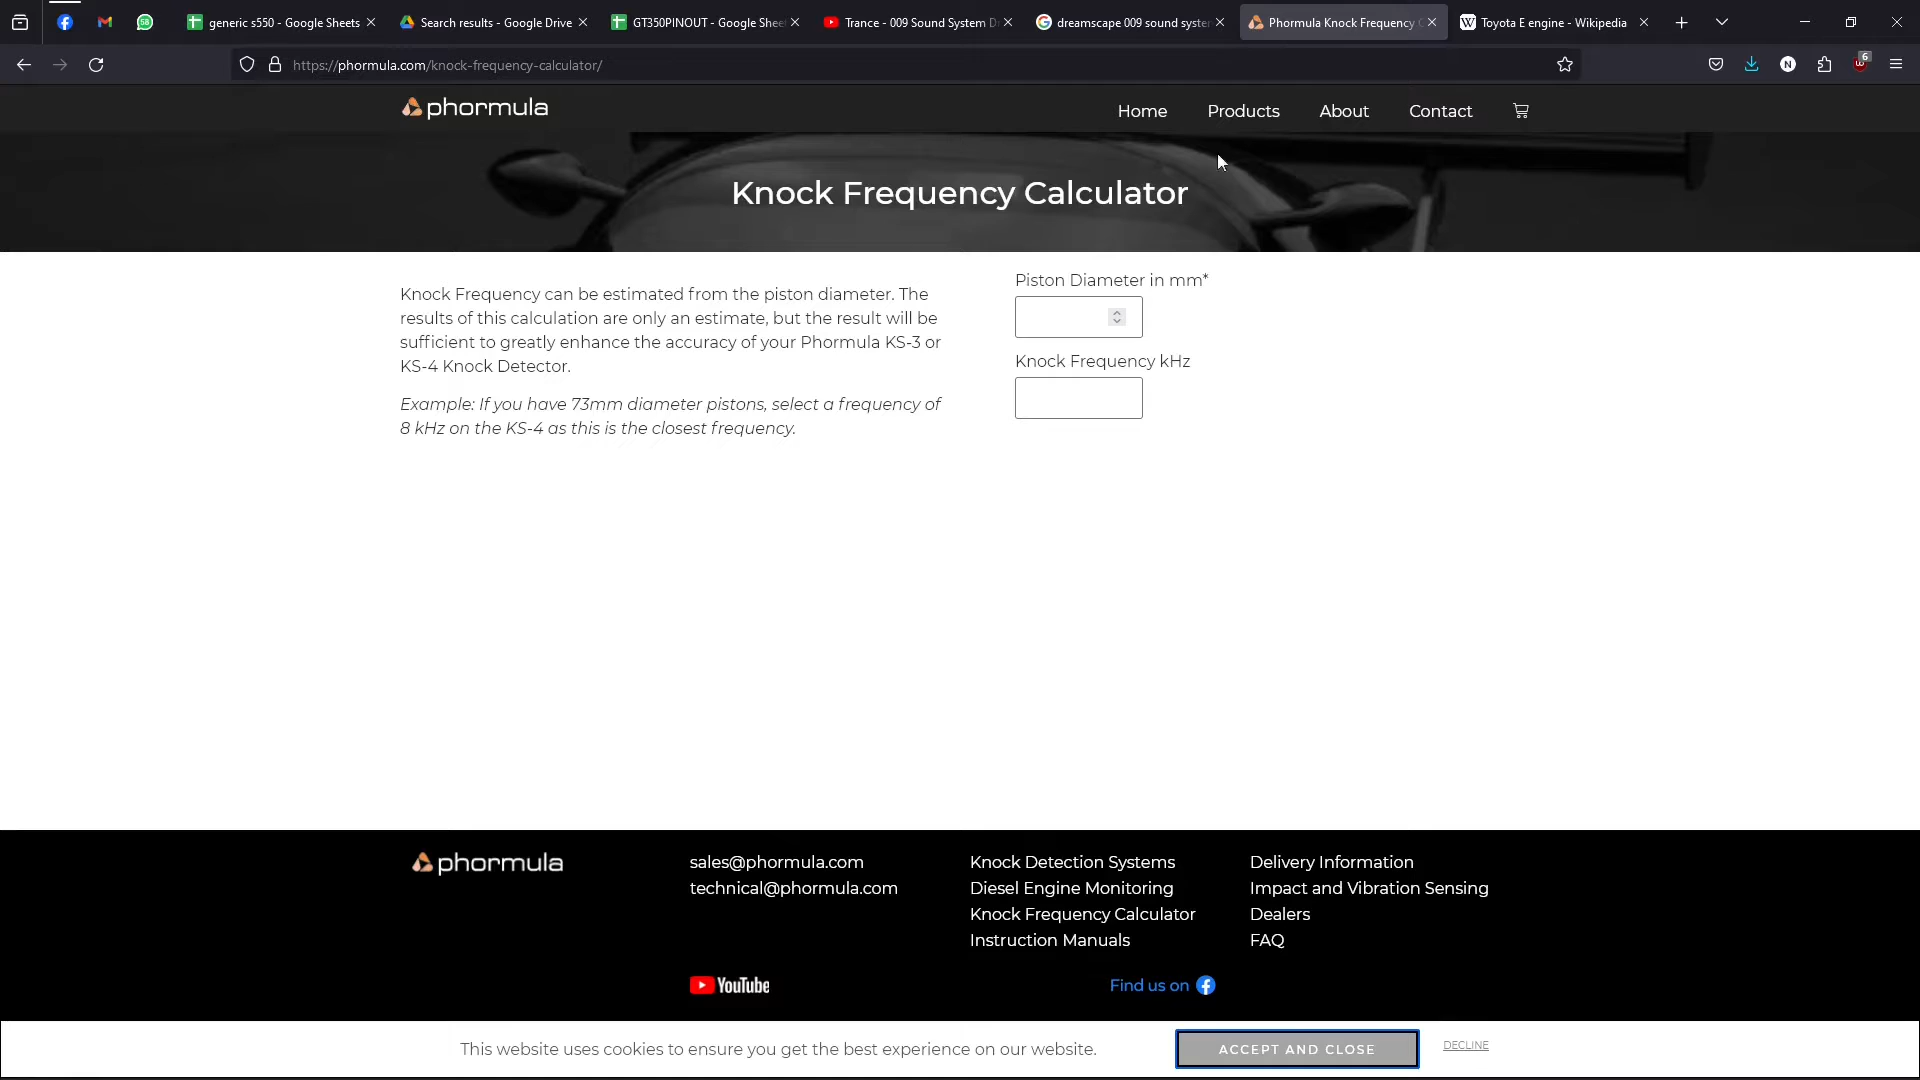 generic s550 - Google Sheets
Search results - Google Drive
GT350PINOUT - Google Shee
Trance - 009 Sound System D
dreamscape 009 sound system
Phormula Knock Frequency C
Toyota E engine - Wikipedia
https://phormula.com/knock-frequency-calculator/
6
phormula
Home
Products
About
Contact
Knock Frequency Calculator
Knock Frequency can be estimated from the piston diameter. The
results of this calculation are only an estimate, but the result will be
sufficient to greatly enhance the accuracy of your Phormula KS-3 or
KS-4 Knock Detector.
Example: If you have 73mm diameter pistons, select a frequency of
8 kHz on the KS-4 as this is the closest frequency.
Piston Diameter in mm*
Knock Frequency kHz
phormula
sales@phormula.com
technical@phormula.com
Knock Detection Systems
Diesel Engine Monitoring
Knock Frequency Calculator
Instruction Manuals
Delivery Information
Impact and Vibration Sensing
Dealers
FAQ
YouTube
Find us on
This website uses cookies to ensure you get the best experience on our website.
ACCEPT AND CLOSE
DECLINE